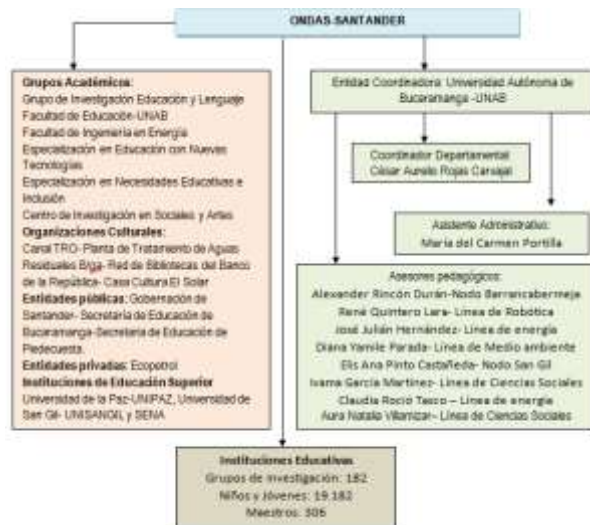 ONDAS SANTANDER
Grupos Académicos:
Grupo de Investigación Educación y Lenguaje
Facultad de Educación-UNAB
Facultad de Ingeniería en Energía
Especialización en Educación con Nuevas
Tecnologías
Especialización en Necesidades Educativas e
Inclusión
Centro de Investigación en Sociales y Artes
Organizaciones Culturales:
Canal TRO- Planta de Tratamiento de Aguas
Residuales B/ga- Red de Bibliotecas del Banco
de la República- Casa Cultura El Solar
Entidades públicas: Gobernación de
Santander- Secretaría de Educación de
Bucaramanga-Secretaría de Educación de
Piedecuesta.
Entidades privadas: Ecopetrol
Instituciones de Educación Superior
Universidad de la Paz-UNIPAZ, Universidad de
San Gil- UNISANGIL y SENA
Entidad Coordinadora: Universidad Autónoma de
Bucaramanga -UNAB
Coordinador Departamental
César Aurelio Rojas Carvajal
Asistente Administrativo:
María del Carmen Portilla
Asesores pedagógicos:
Alexander Rincón Durán-Nodo Barrancabermeja
René Quintero Lara- Línea de Robótica
José Julián Hernández- Línea de energía
Diana Yamile Parada- Línea de Medio ambiente
Elis Ana Pinto Castañeda- Nodo San Gil
Ivama García Martínez- Línea de Ciencias Sociales
Claudia Roció Tasco – Línea de energía
Aura Natalia Villamizar– Línea de Ciencias Sociales
Instituciones Educativas
Grupos de investigación: 182
Niños y Jóvenes: 19.182
Maestros: 306